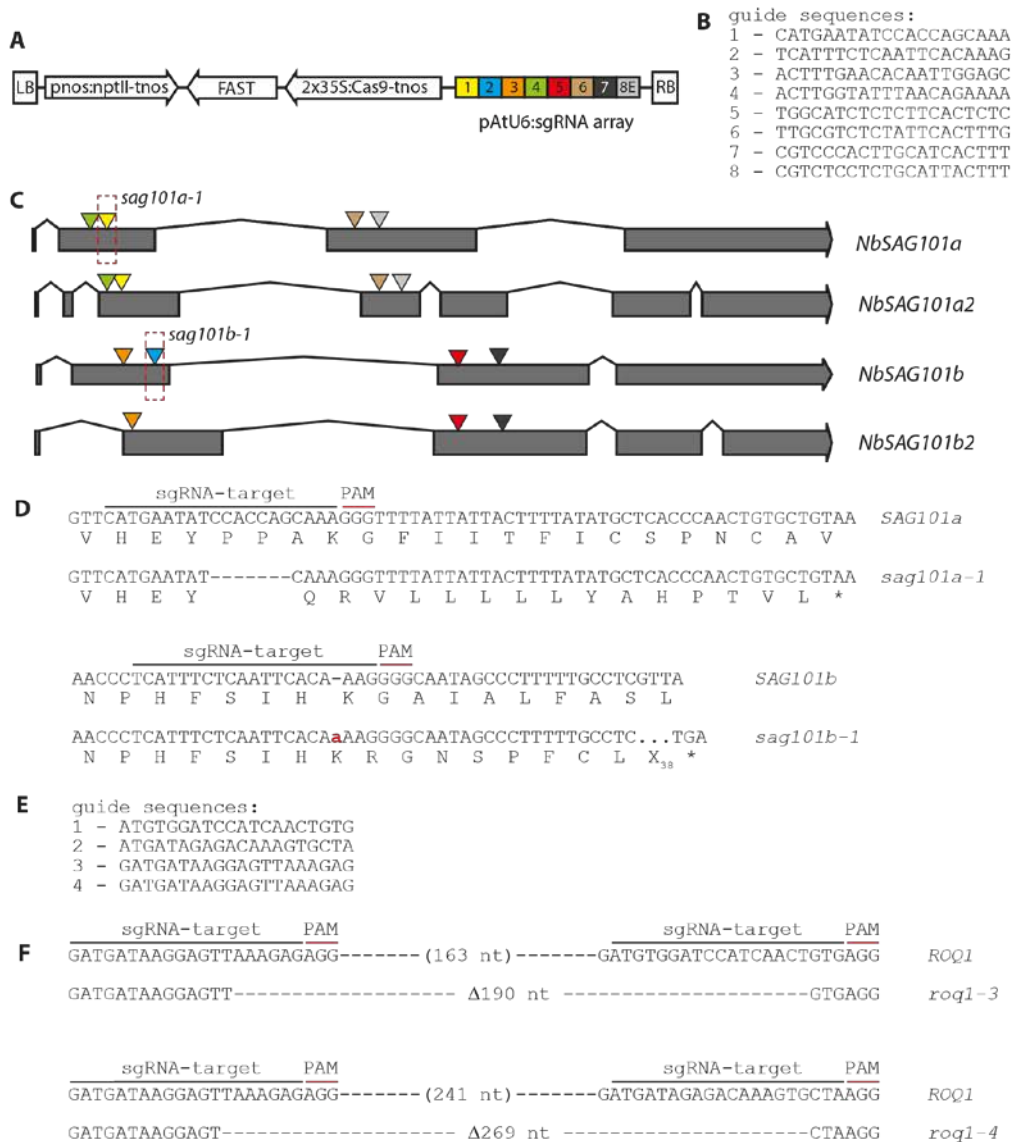 A
LB pnos:nptII-tnos FAST 2x35S:Cas9-tnos 1 2 3 4 5 6 7 8E RB
pAtU6:sgRNA array
B
guide sequences:
1 - CATGAATATCCACCAGCAAA
2 - TCATTTCTCAATTCACAAAG
3 - ACTTTGAACACAATTGGAGC
4 - ACTTGGTATTTAACAGAAAA
5 - TGGCATCTCTCTTCACTCTC
6 - TTGCGTCTCTATTCACTTTG
7 - CGTCCCACTTGCATCACTTT
8 - CGTCTCCTCTGCATTACTTT
C
sag101a-1
NbSAG101a
NbSAG101a2
sag101b-1
NbSAG101b
NbSAG101b2
D
sgRNA-target PAM
GTTCATGAATATCCACCAGCAAAGGGTTTTATTATTACTTTTATATGCTCACCCAACTGTGCTGTAA SAG101a
V H E Y P P A K G F I I T F I C S P N C A V
GTTCATGAATAT-------CAAAGGGTTTTATTATTACTTTTATATGCTCACCCAACTGTGCTGTAA sag101a-1
V H E Y Q R V L L L L L Y A H P T V L *
sgRNA-target PAM
AACCCTCATTTCTCAATTCACA-AAGGGGCAATAGCCCTTTTTGCCTCGTTA SAG101b
N P H F S I H K G A I A L F A S L
AACCCTCATTTCTCAATTCACAaAAGGGGCAATAGCCCTTTTTGCCTC...TGA sag101b-1
N P H F S I H K R G N S P F C L X38 *
E
guide sequences:
1 - ATGTGGATCCATCAACTGTG
2 - ATGATAGAGACAAAGTGCTA
3 - GATGATAAGGAGTTAAAGAG
4 - GATGATAAGGAGTTAAAGAG
F
sgRNA-target PAM sgRNA-target PAM
GATGATAAGGAGTTAAAGAGAGG-------(163 nt)-------GATGTGGATCCATCAACTGTGAGG ROQ1
GATGATAAGGAGTT------------------- Δ190 nt ---------------------GTGAGG roq1-3
sgRNA-target PAM sgRNA-target PAM
GATGATAAGGAGTTAAAGAGAGG-------(241 nt)-------GATGATAGAGACAAAGTGCTAAGG ROQ1
GATGATAAGGAGT-------------------- Δ269 nt ---------------------CTAAGG roq1-4